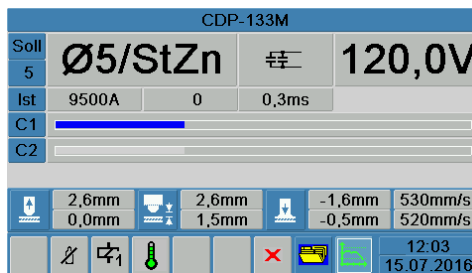 CDP-133M
Soll 5 Ø5/StZn 120,0V
Ist 9500A 0 0,3ms
C1
C2
2,6mm 2,6mm -1,6mm 530mm/s
0,0mm 1,5mm -0,5mm 520mm/s
1 12:03
15.07.2016